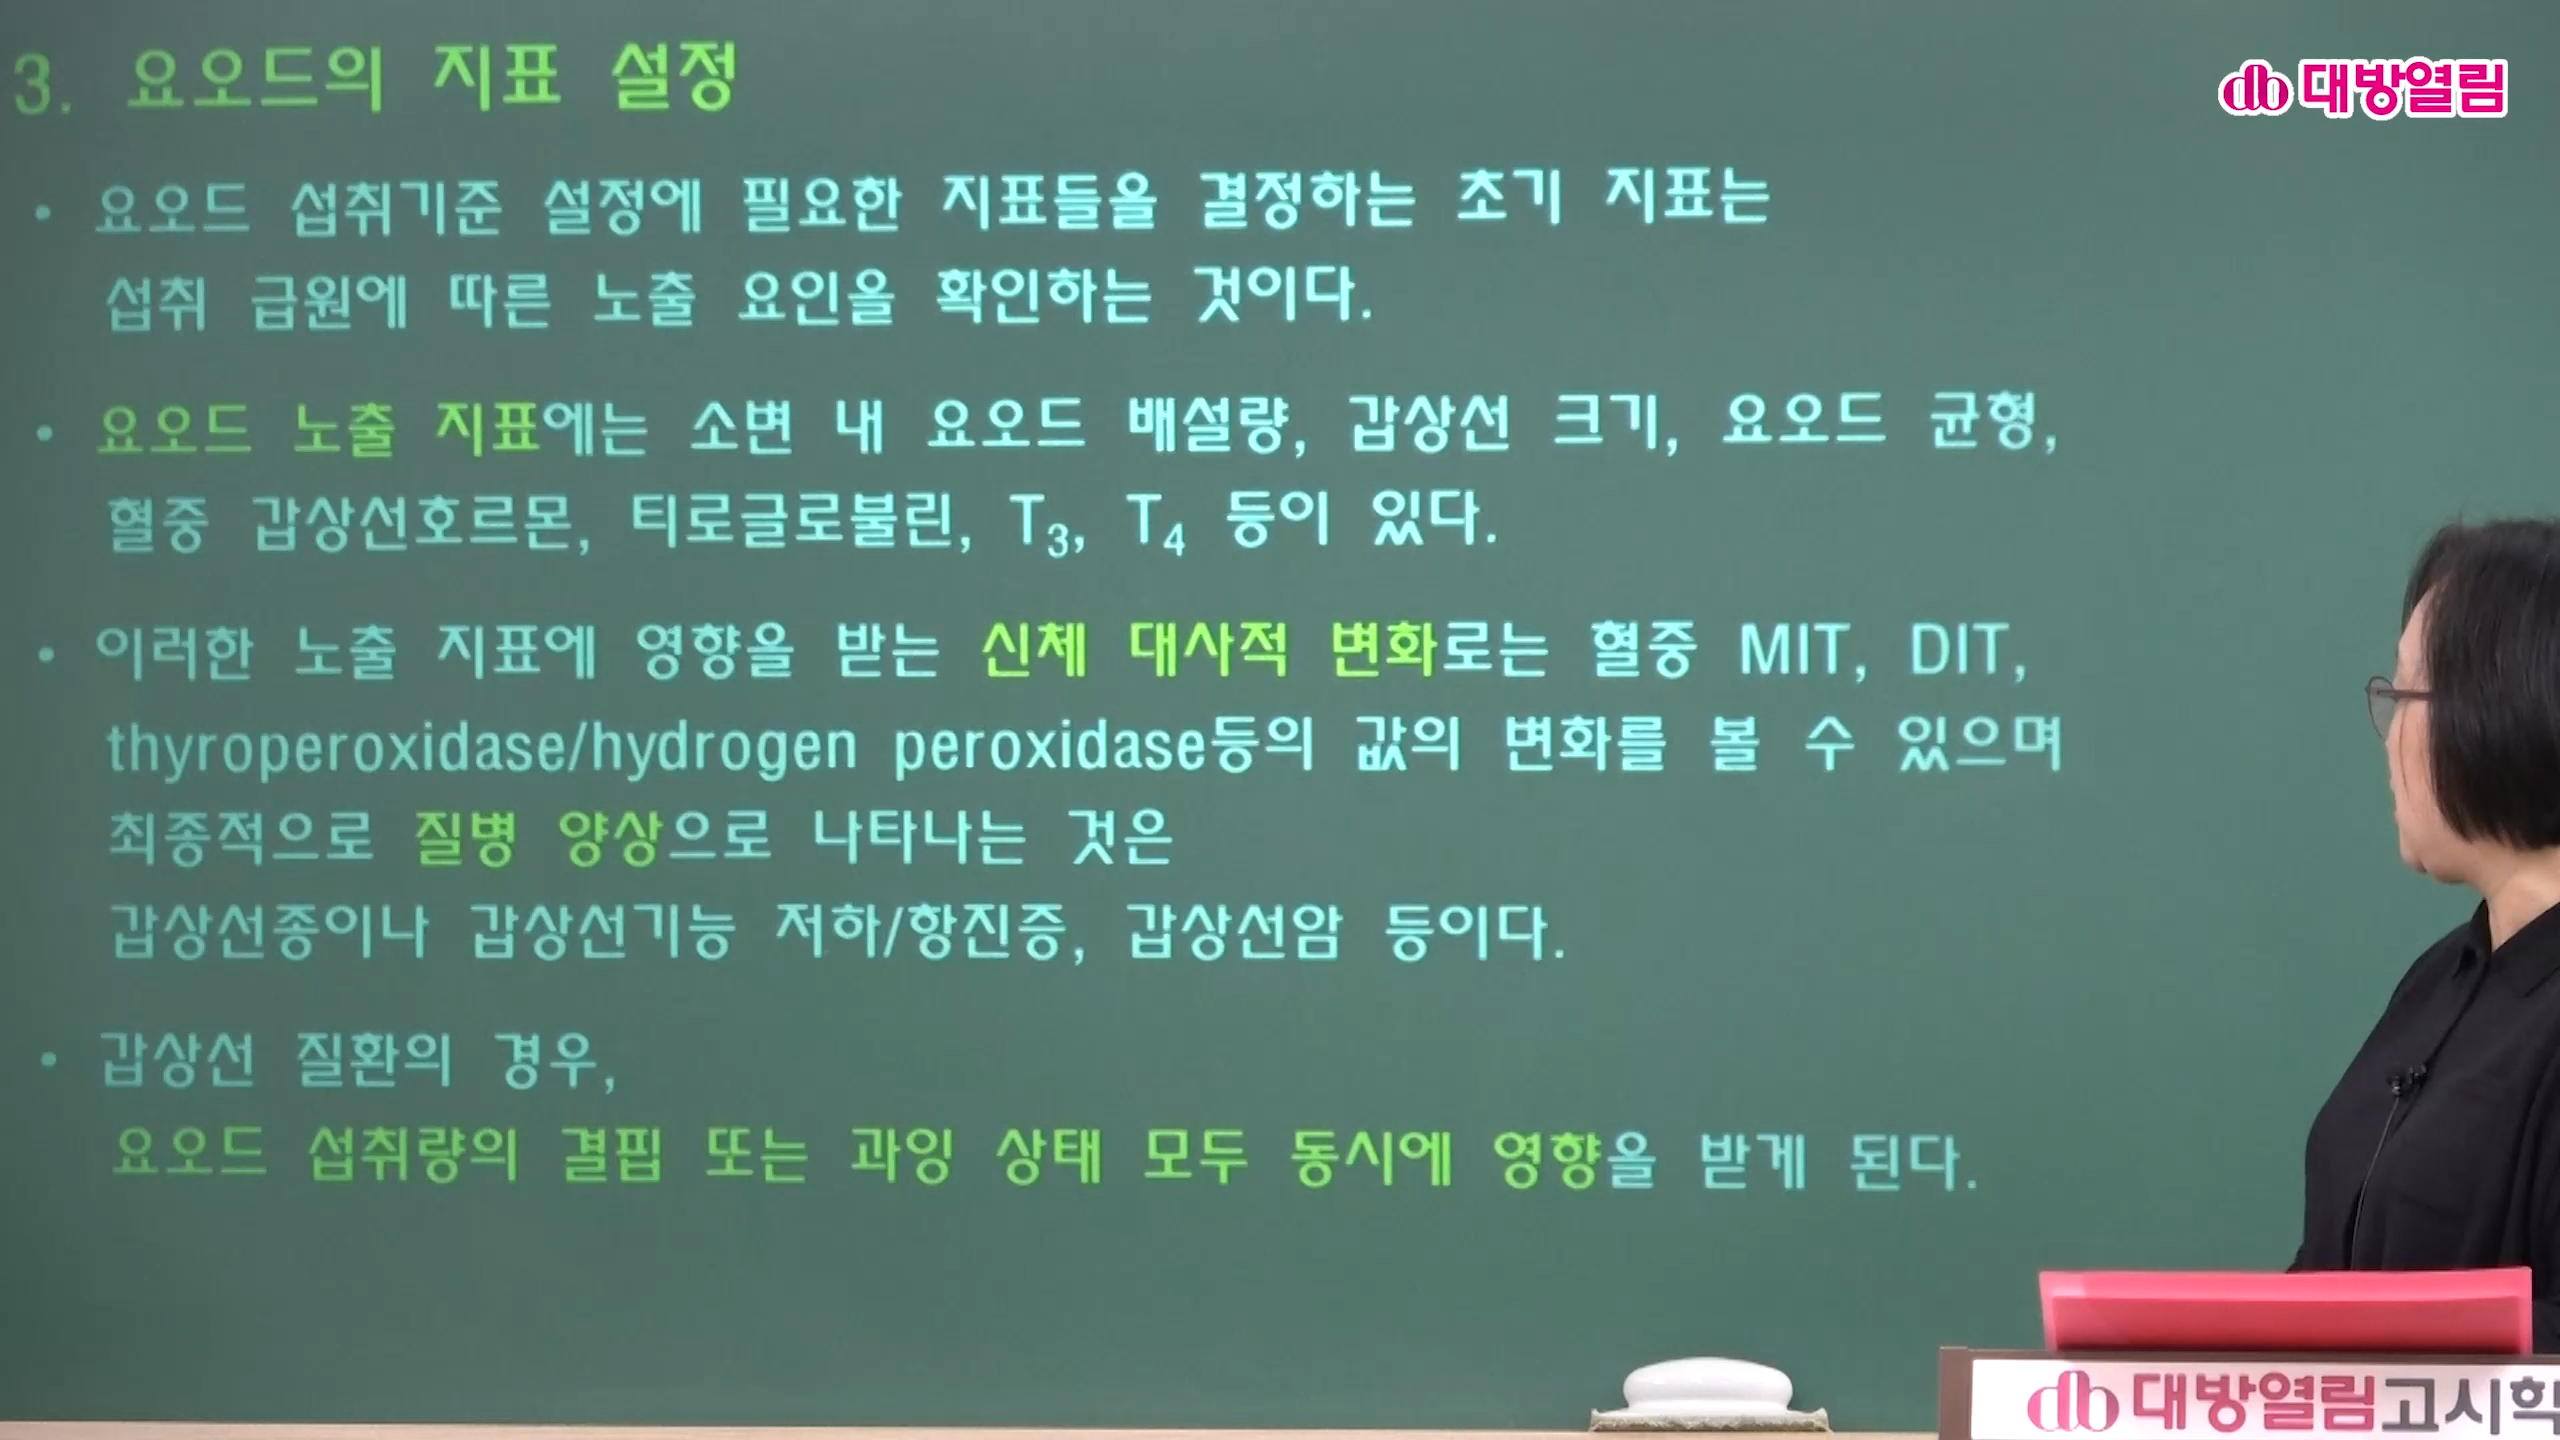 3. 요오드의 지표 설정
db 대방열림
• 요오드 섭취기준 설정에 필요한 지표들을 결정하는 초기 지표는
섭취 급원에 따른 노출 요인을 확인하는 것이다.
• 요오드 노출 지표에는 소변 내 요오드 배설량, 갑상선 크기, 요오드 균형,
혈중 갑상선호르몬, 티로글로불린, T₃, T₄ 등이 있다.
• 이러한 노출 지표에 영향을 받는 신체 대사적 변화로는 혈중 MIT, DIT,
thyroperoxidase/hydrogen peroxidase등의 값의 변화를 볼 수 있으며
최종적으로 질병 양상으로 나타나는 것은
갑상선종이나 갑상선기능 저하/항진증, 갑상선암 등이다.
• 갑상선 질환의 경우,
요오드 섭취량의 결핍 또는 과잉 상태 모두 동시에 영향을 받게 된다.
db 대방열림고시학